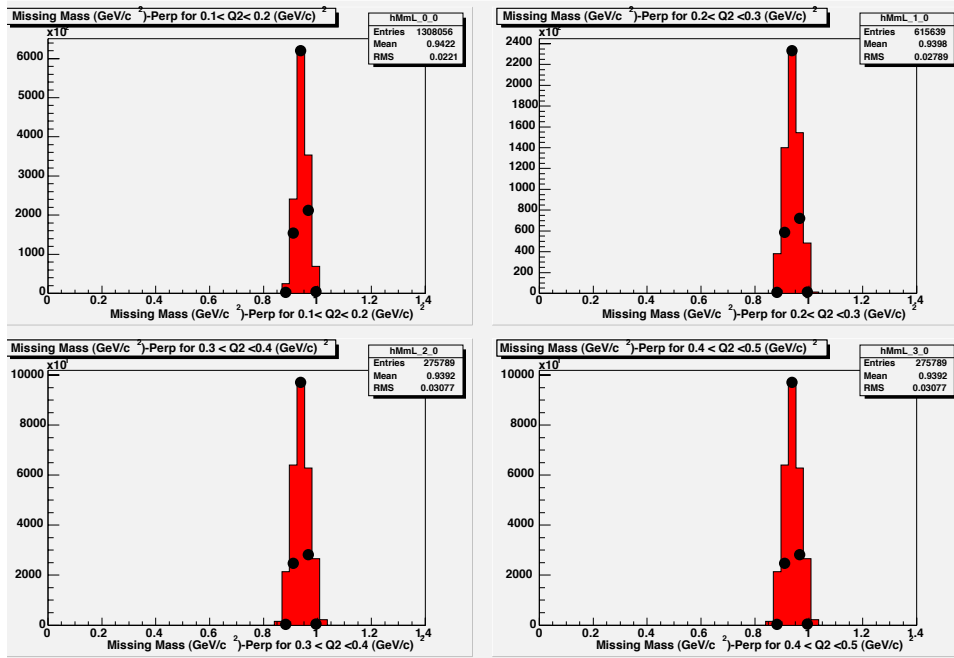 Missing Mass (GeV/c 2)-Perp for 0.1< Q2< 0.2 (GeV/c) 2
hMmL_0_0
Entries 1308056
Mean 0.9422
RMS 0.0221
6000
4000
2000
1000
0
0 0.2 0.4 0.6 0.8 1 1.2 1.4
Missing Mass (GeV/c 2)-Perp for 0.1< Q2< 0.2 (GeV/c) 2
Missing Mass (GeV/c 2)-Perp for 0.2< Q2 <0.3 (GeV/c) 2
hMmL_1_0
Entries 615639
Mean 0.9398
RMS 0.02789
2400
2200
2000
1800
1600
1400
1200
1000
800
600
400
200
0
0 0.2 0.4 0.6 0.8 1 1.2 1.4
Missing Mass (GeV/c 2)-Perp for 0.2< Q2 <0.3 (GeV/c) 2
Missing Mass (GeV/c 2)-Perp for 0.3 < Q2 <0.4 (GeV/c) 2
hMmL_2_0
Entries 275789
Mean 0.9392
RMS 0.03077
10000
8000
6000
4000
2000
0
0 0.2 0.4 0.6 0.8 1 1.2 1.4
Missing Mass (GeV/c 2)-Perp for 0.3 < Q2 <0.4 (GeV/c) 2
Missing Mass (GeV/c 2)-Perp for 0.4 < Q2 <0.5 (GeV/c) 2
hMmL_3_0
Entries 275789
Mean 0.9392
RMS 0.03077
10000
8000
6000
4000
2000
0
0 0.2 0.4 0.6 0.8 1 1.2 1.4
Missing Mass (GeV/c 2)-Perp for 0.4 < Q2 <0.5 (GeV/c) 2